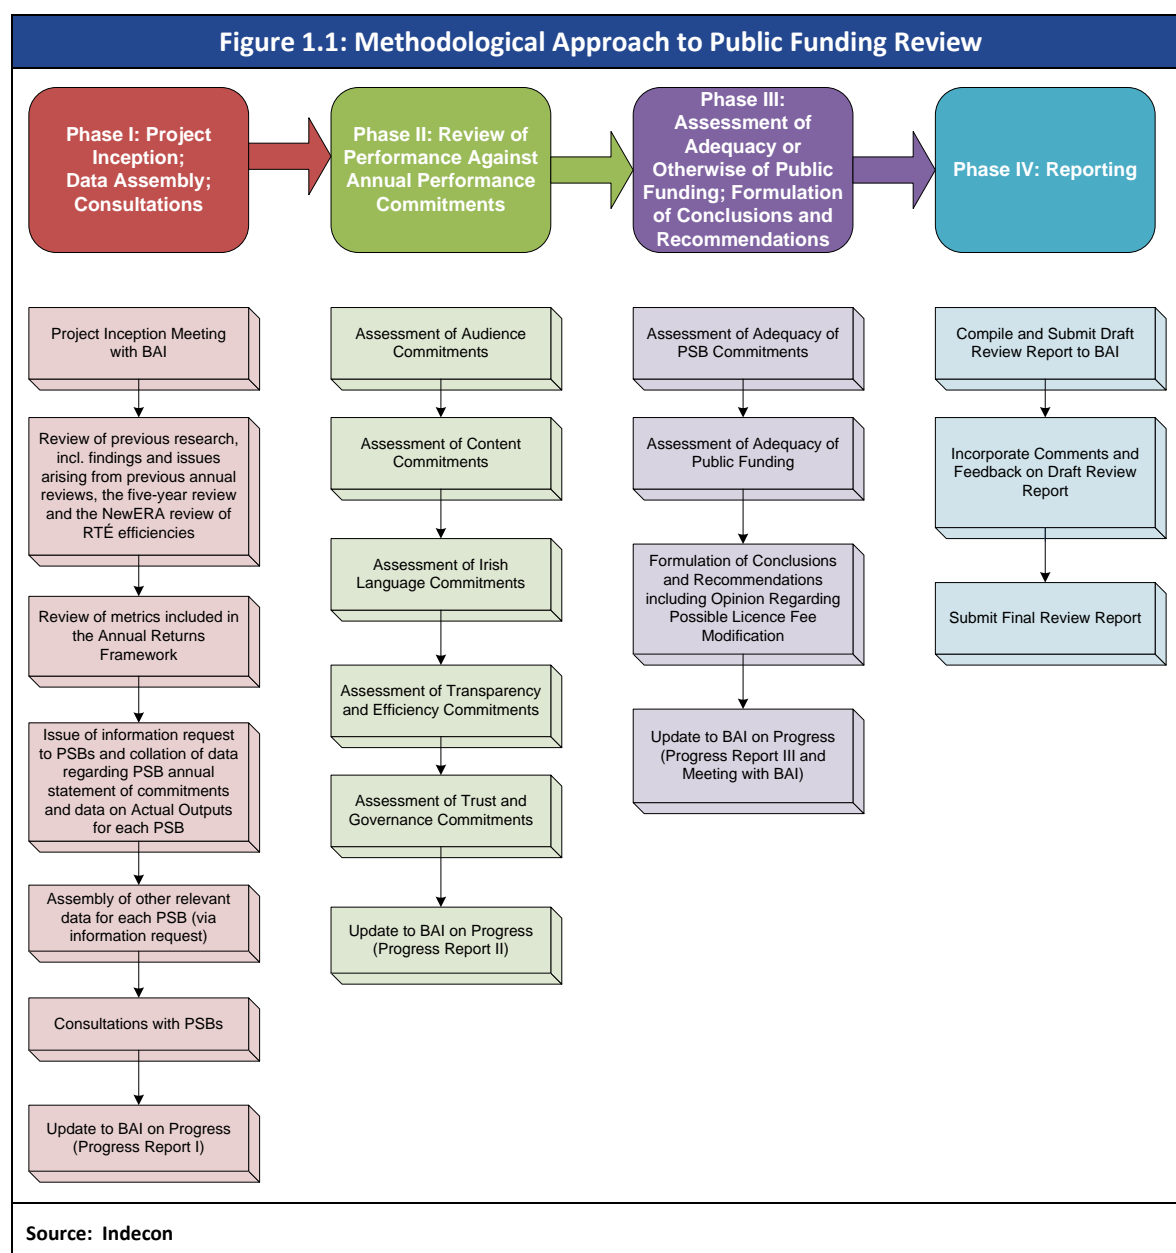 Figure 1.1: Methodological Approach to Public Funding Review
Phase I: Project
Inception;
Data Assembly;
Consultations
Phase II: Review of
Performance Against
Annual Performance
Commitments
Phase III:
Assessment of
Adequacy or
Otherwise of Public
Funding; Formulation
of Conclusions and
Recommendations
Phase IV: Reporting
Project Inception Meeting
with BAI
Review of previous research,
incl. findings and issues
arising from previous annual
reviews, the five-year review
and the NewERA review of
RTÉ efficiencies
Review of metrics included in
the Annual Returns
Framework
Issue of information request
to PSBs and collation of data
regarding PSB annual
statement of commitments
and data on Actual Outputs
for each PSB
Assembly of other relevant
data for each PSB (via
information request)
Consultations with PSBs
Update to BAI on Progress
(Progress Report I)
Assessment of Audience
Commitments
Assessment of Content
Commitments
Assessment of Irish
Language Commitments
Assessment of Transparency
and Efficiency Commitments
Assessment of Trust and
Governance Commitments
Update to BAI on Progress
(Progress Report II)
Assessment of Adequacy of
PSB Commitments
Assessment of Adequacy of
Public Funding
Formulation of Conclusions
and Recommendations
including Opinion Regarding
Possible Licence Fee
Modification
Update to BAI on Progress
(Progress Report III and
Meeting with BAI)
Compile and Submit Draft
Review Report to BAI
Incorporate Comments and
Feedback on Draft Review
Report
Submit Final Review Report
Source: Indecon